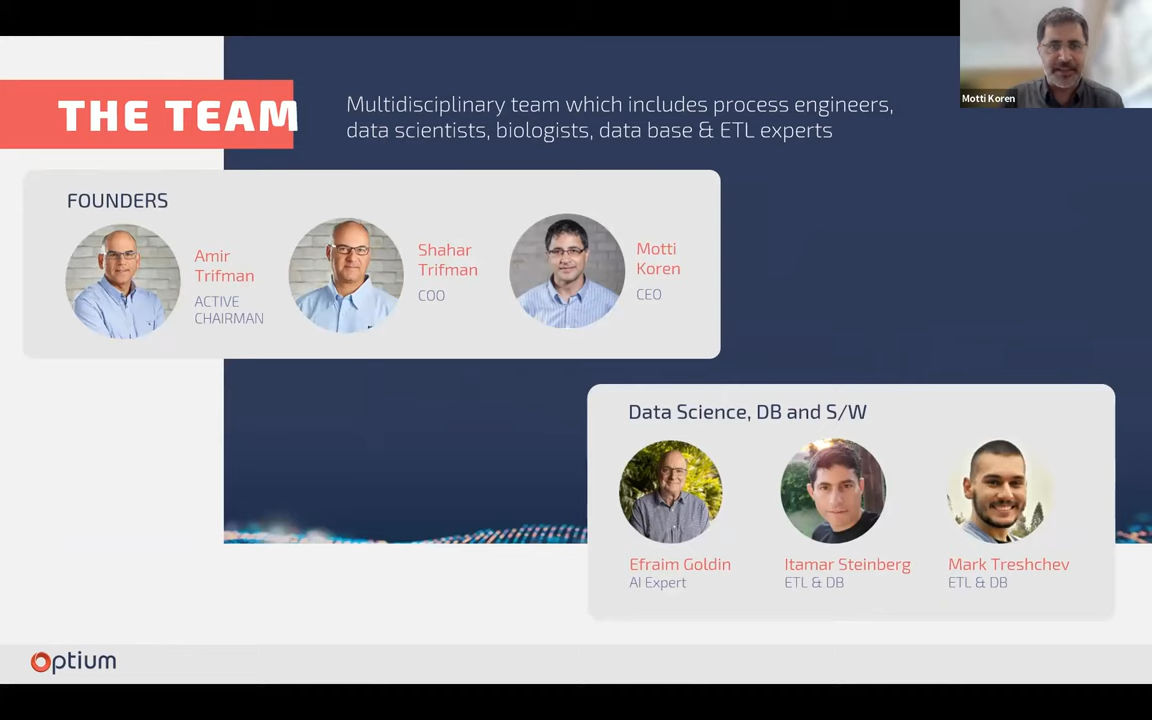 THE TEAM
Multidisciplinary team which includes process engineers,
data scientists, biologists, data base & ETL experts
Motti Koren
FOUNDERS
Amir
Trifman
ACTIVE
CHAIRMAN
Shahar
Trifman
COO
Motti
Koren
CEO
Data Science, DB and S/W
Efraim Goldin
AI Expert
Itamar Steinberg
ETL & DB
Mark Treshchev
ETL & DB
Optium